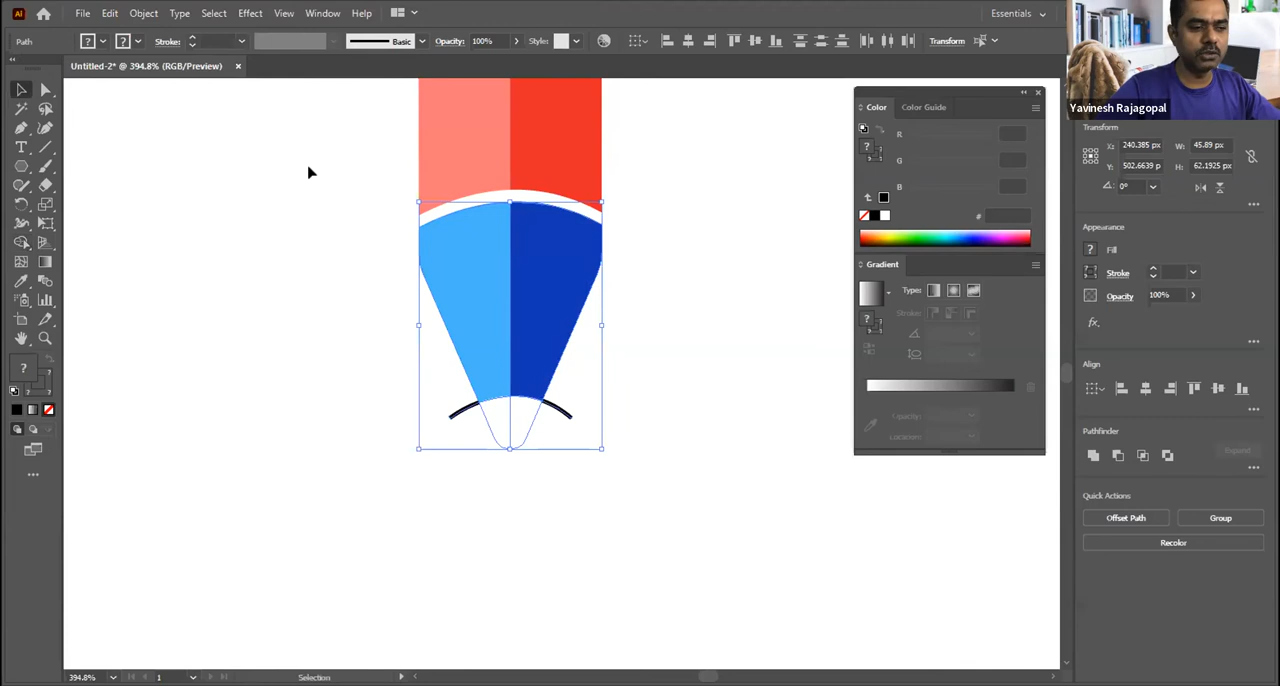 Ai File Edit Object Type Select Effect View Window Help Essentials
Path ? ? Stroke: Basic Opacity: 100% Style: Transform
Yavinesh Rajagopal
Untitled-2* @ 394.8% (RGB/Preview) ×
Color Color Guide
? R
G
B
#
Gradient
Type:
?
Stroke:
Opacity:
Location:
Transform
X: 240.385 px W: 45.89 px
Y: 502.6639 p H: 62.1925 px
0°
Appearance
? Fill
Stroke
Opacity 100%
fx.
Align
Pathfinder
Expand
Quick Actions
Offset Path Group
Recolor
?
394.8% 1 Selection